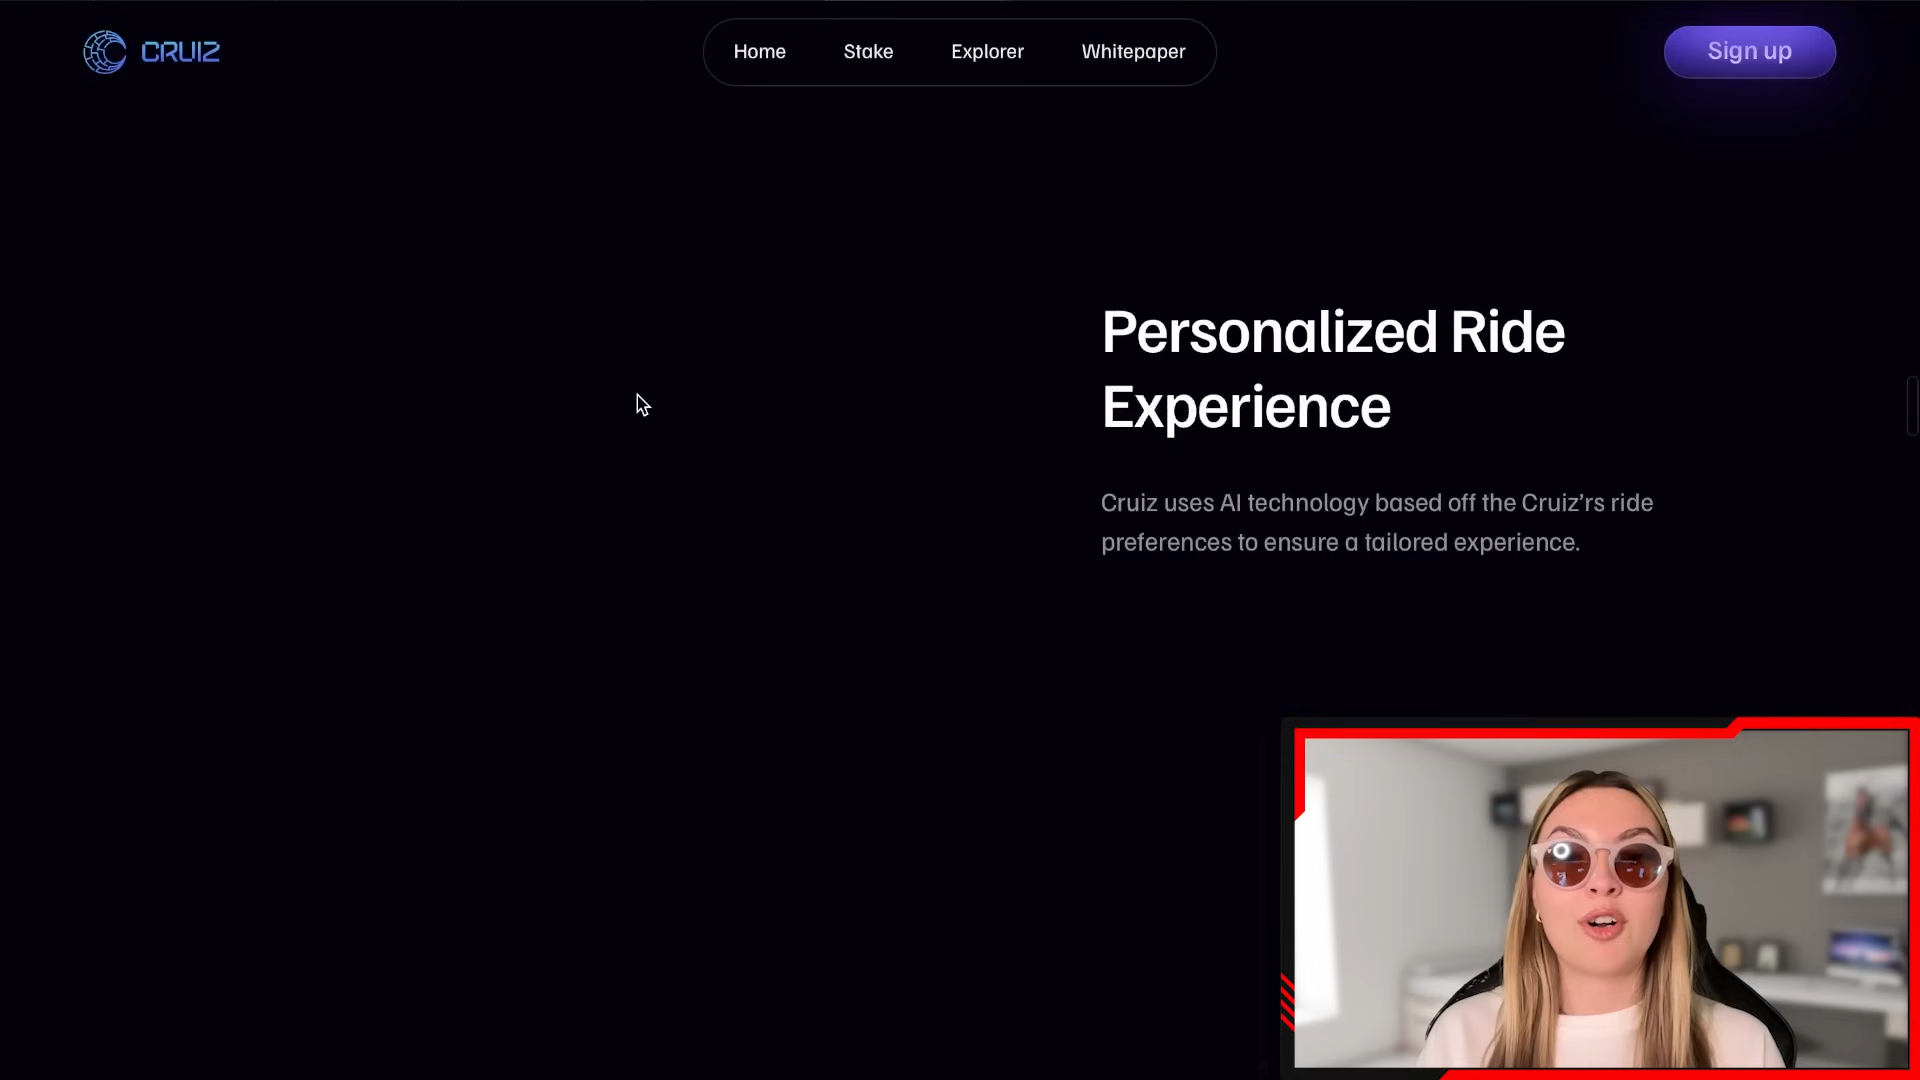 CRUIZ
Home
Stake
Explorer
Whitepaper
Sign up
Personalized Ride
Experience
Cruiz uses AI technology based off the Cruiz’rs ride
preferences to ensure a tailored experience.